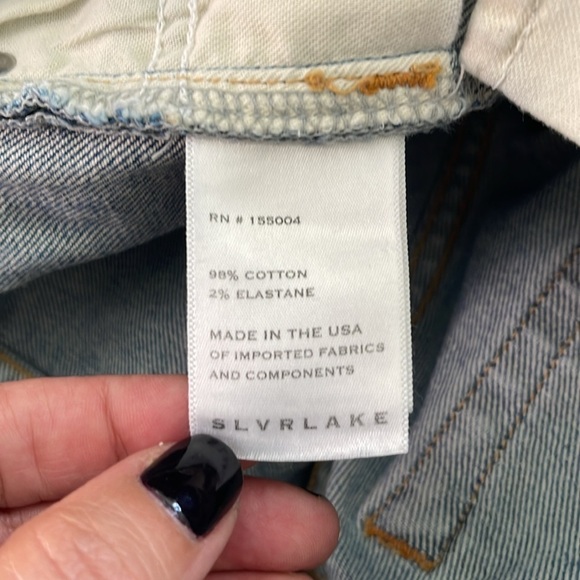 RN # 155004
98% COTTON
2% ELASTANE
MADE IN THE USA
OF IMPORTED FABRICS
AND COMPONENTS
SLVRLAKE